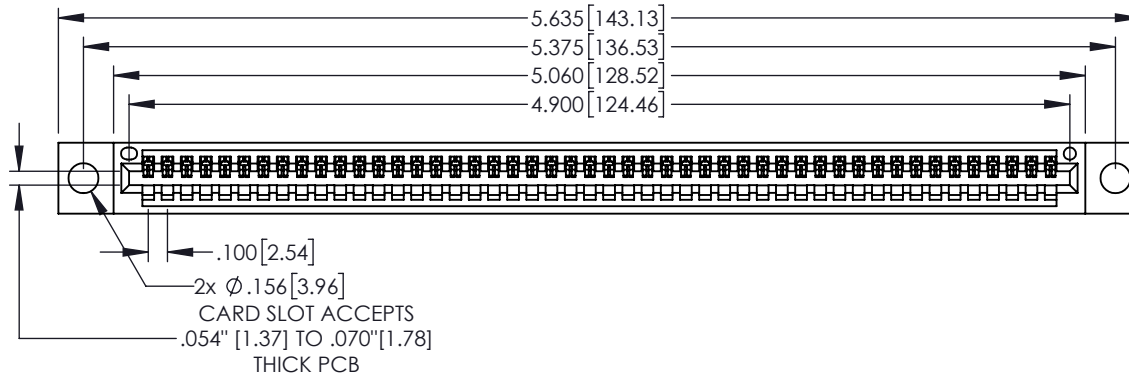 5.635[143.13]
5.375[136.53]
5.060[128.52]
4.900[124.46]
.100[2.54]
2x Ø.156[3.96]
CARD SLOT ACCEPTS
.054" [1.37] TO .070"[1.78]
THICK PCB